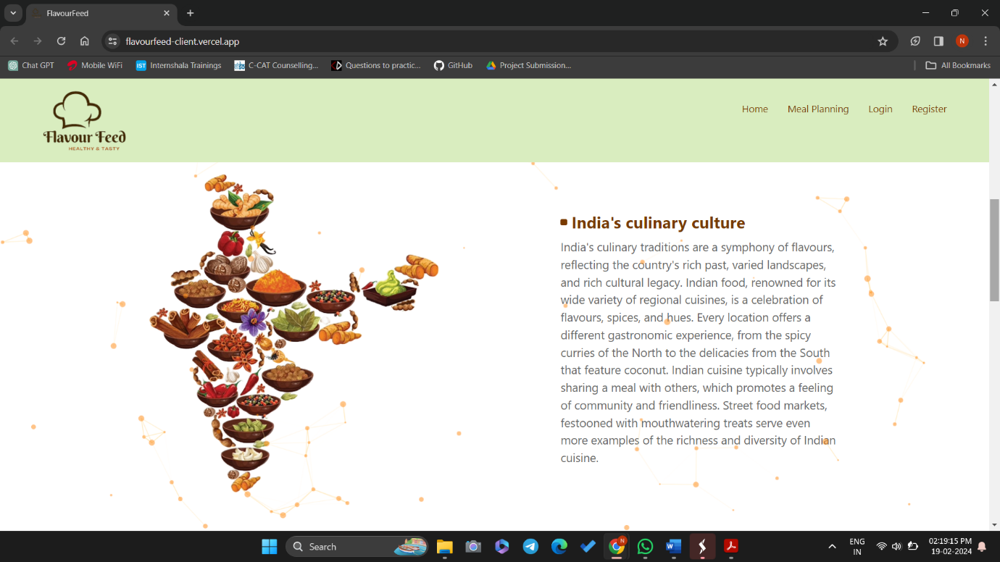 FlavourFeed
flavourfeed-client.vercel.app
N
Chat GPT
Mobile WiFi
IST Internshala Trainings
C-CAT Counselling...
Questions to practic...
GitHub
Project Submission...
All Bookmarks
Flavour Feed
HEALTHY & TASTY
Home
Meal Planning
Login
Register
India's culinary culture
India's culinary traditions are a symphony of flavours,
reflecting the country's rich past, varied landscapes,
and rich cultural legacy. Indian food, renowned for its
wide variety of regional cuisines, is a celebration of
flavours, spices, and hues. Every location offers a
different gastronomic experience, from the spicy
curries of the North to the delicacies from the South
that feature coconut. Indian cuisine typically involves
sharing a meal with others, which promotes a feeling
of community and friendliness. Street food markets,
festooned with mouthwatering treats serve even
more examples of the richness and diversity of Indian
cuisine.
Search
ENG
IN
02:19:15 PM
19-02-2024